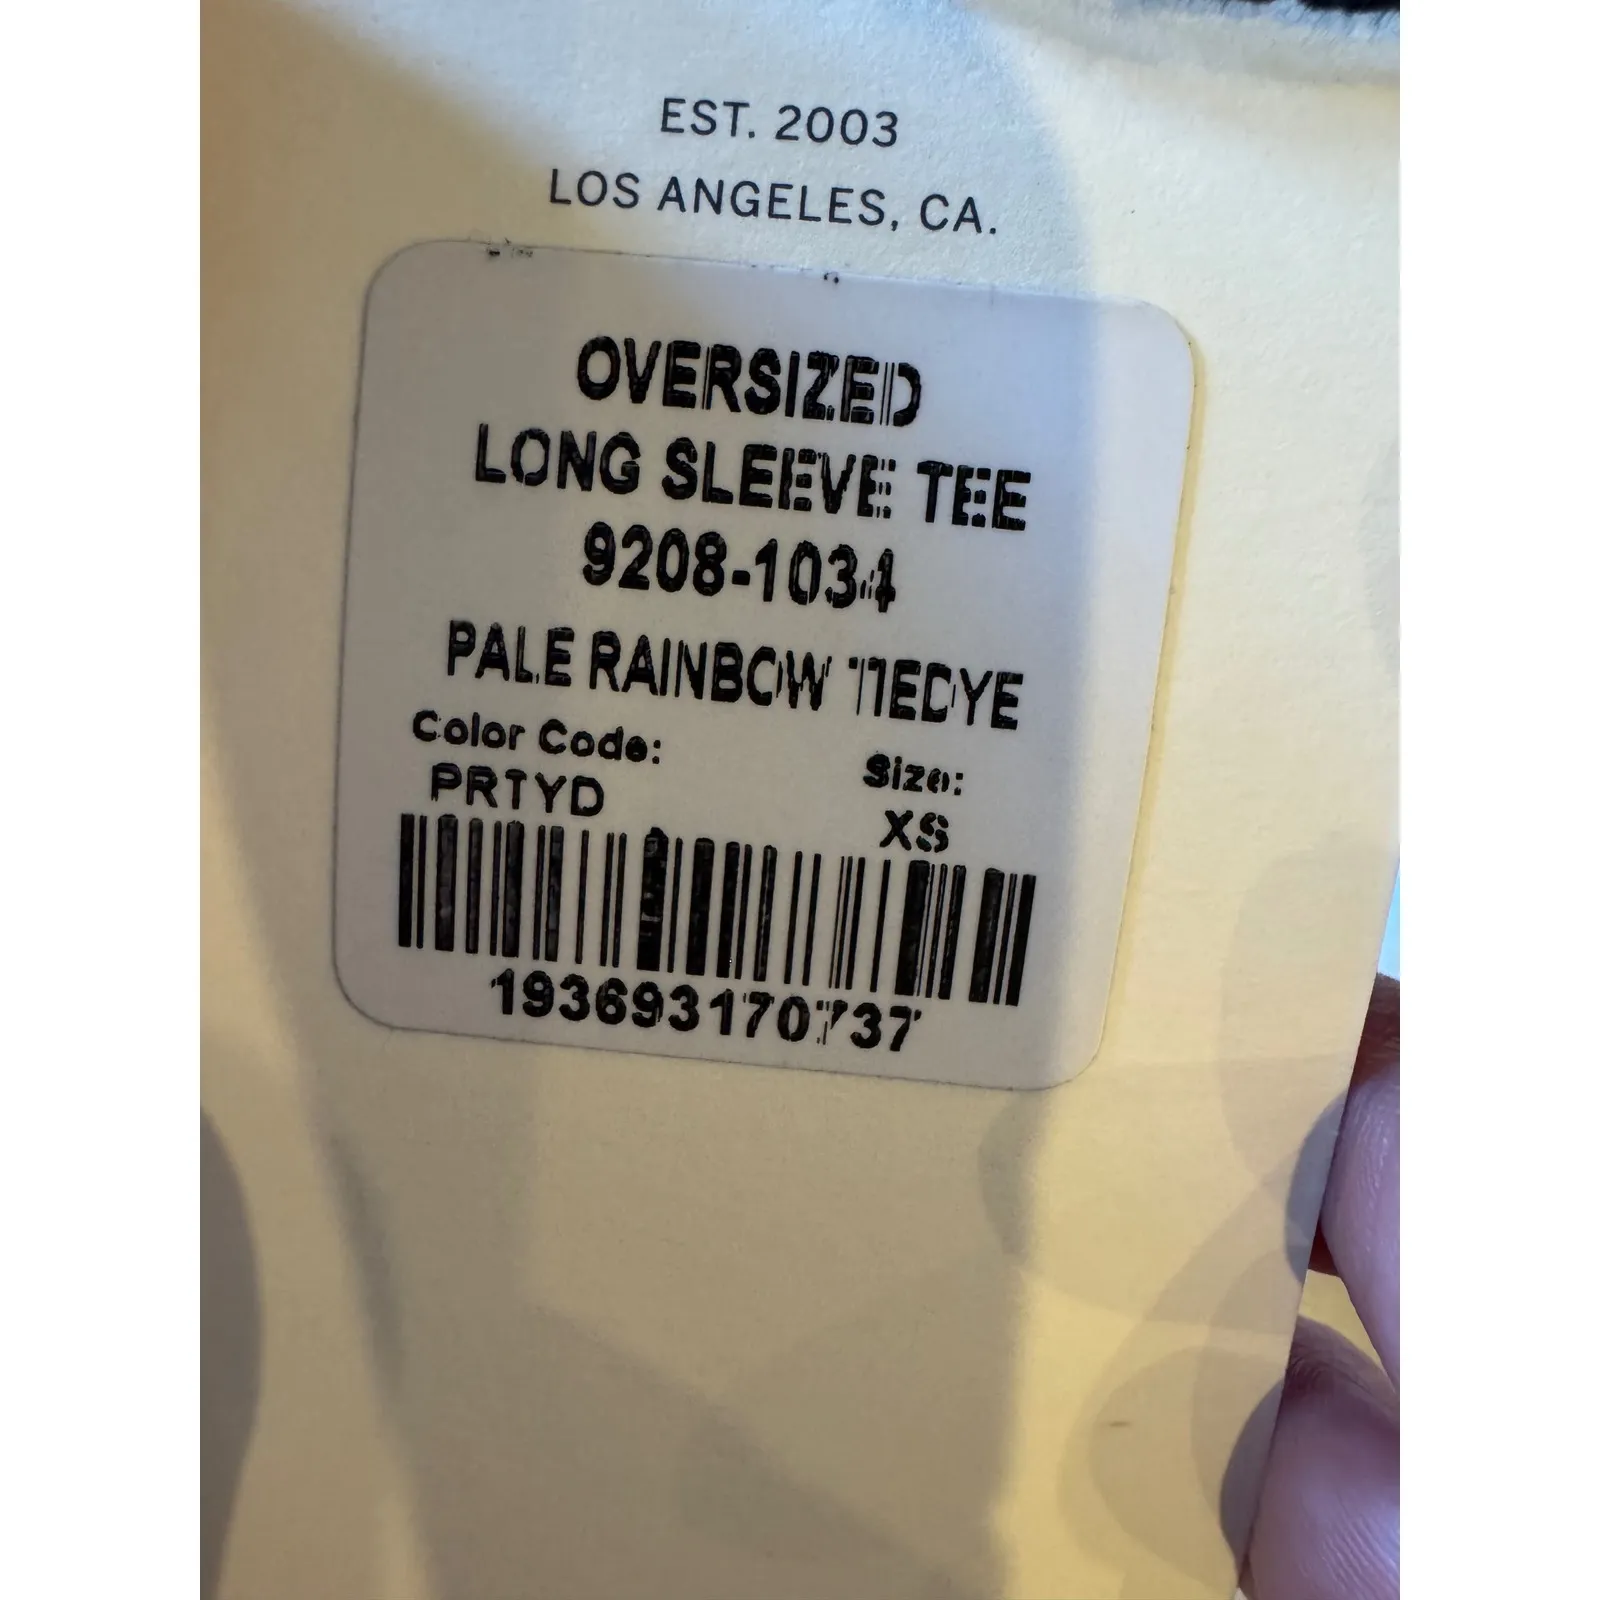 EST. 2003
LOS ANGELES, CA.
OVERSIZED
LONG SLEEVE TEE
9208-1034
PALE RAINBOW TIEDYE
Color Code: Size:
PRTYD XS
193693170737